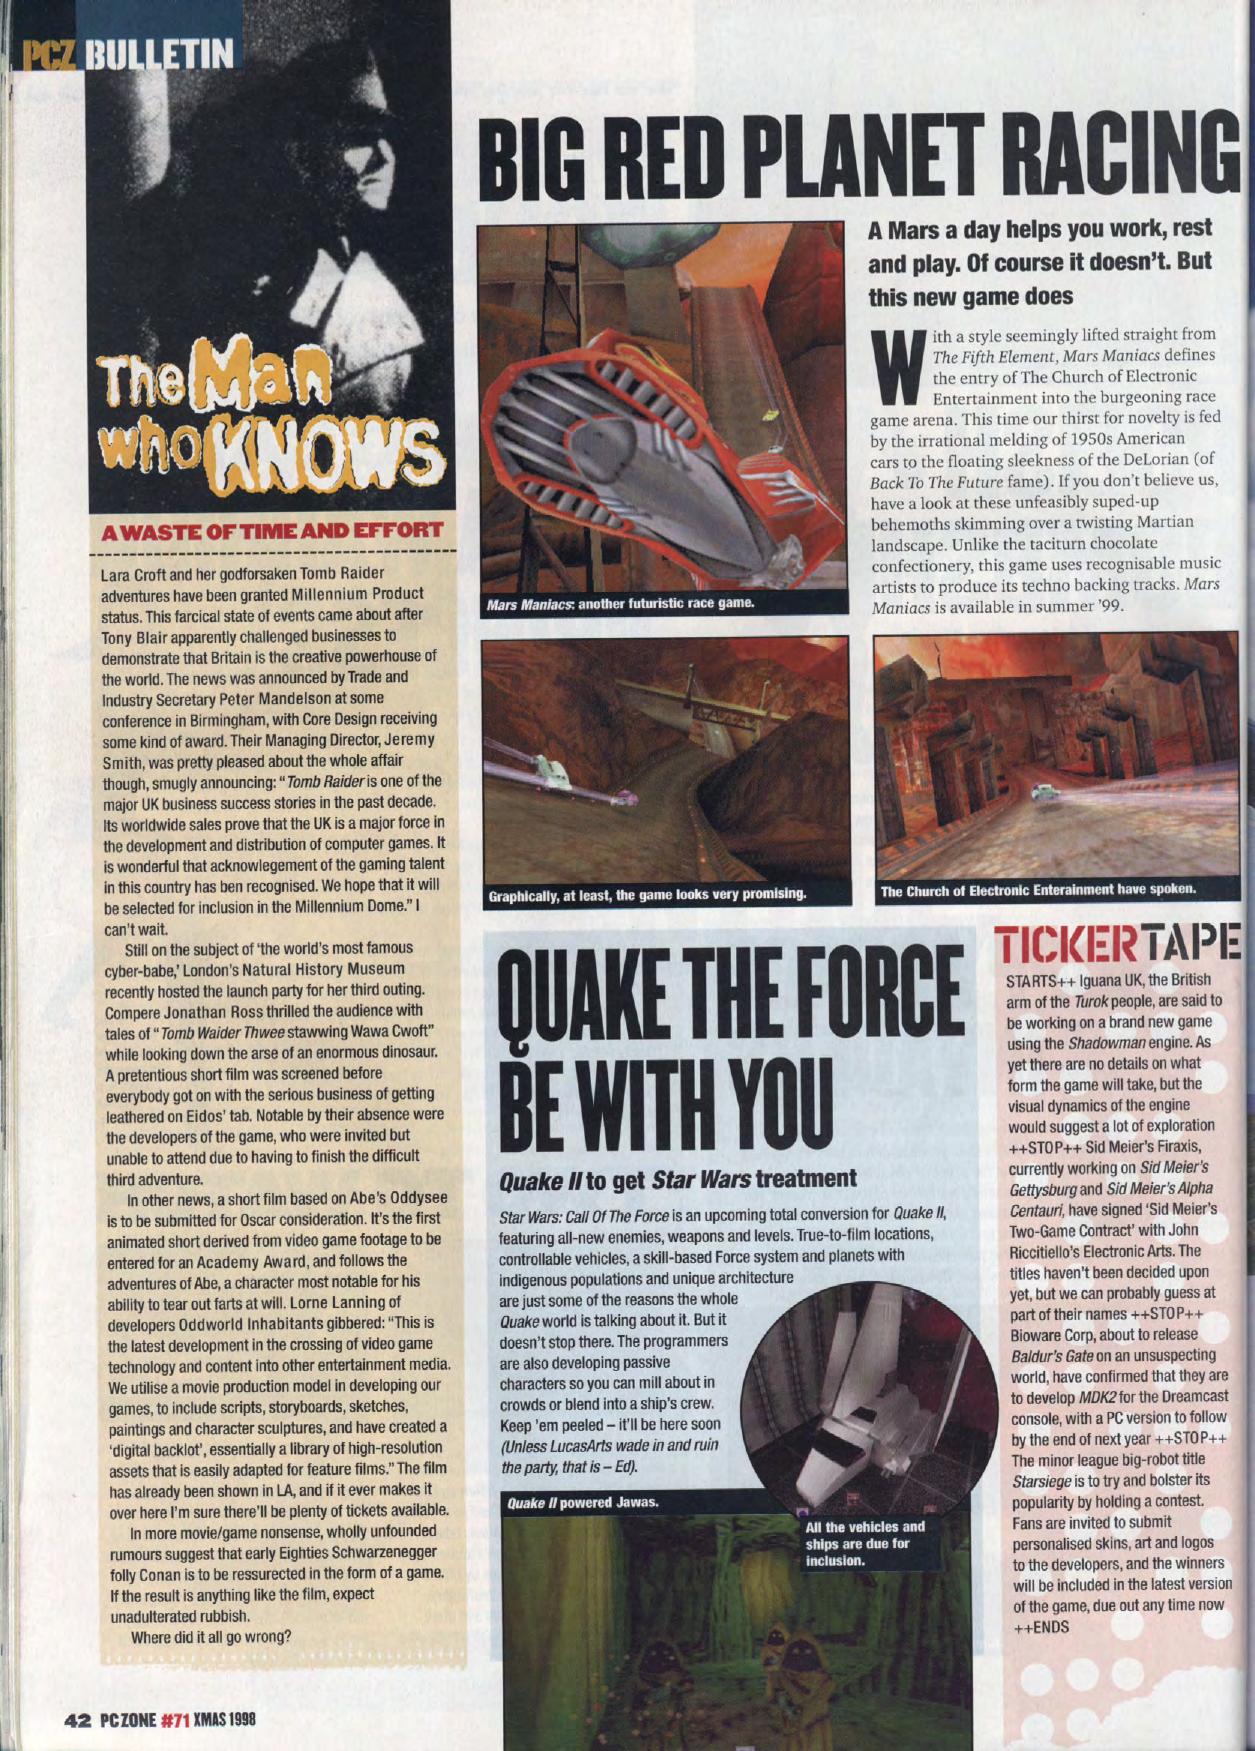 PCZ BULLETIN
The Man
who KNOWS
A WASTE OF TIME AND EFFORT
Lara Croft and her godforsaken Tomb Raider
adventures have been granted Millennium Product
status. This farcical state of events came about after
Tony Blair apparently challenged businesses to
demonstrate that Britain is the creative powerhouse of
the world. The news was announced by Trade and
Industry Secretary Peter Mandelson at some
conference in Birmingham, with Core Design receiving
some kind of award. Their Managing Director, Jeremy
Smith, was pretty pleased about the whole affair
though, smugly announcing: "Tomb Raider is one of the
major UK business success stories in the past decade.
Its worldwide sales prove that the UK is a major force in
the development and distribution of computer games. It
is wonderful that acknowlegement of the gaming talent
in this country has ben recognised. We hope that it will
be selected for inclusion in the Millennium Dome." I
can't wait.
Still on the subject of 'the world's most famous
cyber-babe,' London's Natural History Museum
recently hosted the launch party for her third outing.
Compere Jonathan Ross thrilled the audience with
tales of "Tomb Waider Thwee stawwing Wawa Cwoft"
while looking down the arse of an enormous dinosaur.
A pretentious short film was screened before
everybody got on with the serious business of getting
leathered on Eidos' tab. Notable by their absence were
the developers of the game, who were invited but
unable to attend due to having to finish the difficult
third adventure.
In other news, a short film based on Abe's Oddysee
is to be submitted for Oscar consideration. It's the first
animated short derived from video game footage to be
entered for an Academy Award, and follows the
adventures of Abe, a character most notable for his
ability to tear out farts at will. Lorne Lanning of
developers Oddworld Inhabitants gibbered: "This is
the latest development in the crossing of video game
technology and content into other entertainment media.
We utilise a movie production model in developing our
games, to include scripts, storyboards, sketches,
paintings and character sculptures, and have created a
'digital backlot', essentially a library of high-resolution
assets that is easily adapted for feature films." The film
has already been shown in LA, and if it ever makes it
over here I'm sure there'll be plenty of tickets available.
In more movie/game nonsense, wholly unfounded
rumours suggest that early Eighties Schwarzenegger
folly Conan is to be ressurected in the form of a game.
If the result is anything like the film, expect
unadulterated rubbish.
Where did it all go wrong?
BIG RED PLANET RACING
A Mars a day helps you work, rest
and play. Of course it doesn't. But
this new game does
With a style seemingly lifted straight from
The Fifth Element, Mars Maniacs defines
the entry of The Church of Electronic
Entertainment into the burgeoning race
game arena. This time our thirst for novelty is fed
by the irrational melding of 1950s American
cars to the floating sleekness of the DeLorian (of
Back To The Future fame). If you don't believe us,
have a look at these unfeasibly suped-up
behemoths skimming over a twisting Martian
landscape. Unlike the taciturn chocolate
confectionery, this game uses recognisable music
artists to produce its techno backing tracks. Mars
Maniacs is available in summer '99.
Mars Maniacs: another futuristic race game.
Graphically, at least, the game looks very promising.
The Church of Electronic Enterainment have spoken.
QUAKE THE FORCE
BE WITH YOU
Quake II to get Star Wars treatment
Star Wars: Call Of The Force is an upcoming total conversion for Quake II,
featuring all-new enemies, weapons and levels. True-to-film locations,
controllable vehicles, a skill-based Force system and planets with
indigenous populations and unique architecture
are just some of the reasons the whole
Quake world is talking about it. But it
doesn't stop there. The programmers
are also developing passive
characters so you can mill about in
crowds or blend into a ship's crew.
Keep 'em peeled – it'll be here soon
(Unless LucasArts wade in and ruin
the party, that is – Ed).
Quake II powered Jawas.
All the vehicles and
ships are due for
inclusion.
TICKERTAPE
STARTS++ Iguana UK, the British
arm of the Turok people, are said to
be working on a brand new game
using the Shadowman engine. As
yet there are no details on what
form the game will take, but the
visual dynamics of the engine
would suggest a lot of exploration
++STOP++ Sid Meier's Firaxis,
currently working on Sid Meier's
Gettysburg and Sid Meier's Alpha
Centauri, have signed 'Sid Meier's
Two-Game Contract' with John
Riccitiello's Electronic Arts. The
titles haven't been decided upon
yet, but we can probably guess at
part of their names ++STOP++
Bioware Corp, about to release
Baldur's Gate on an unsuspecting
world, have confirmed that they are
to develop MDK2 for the Dreamcast
console, with a PC version to follow
by the end of next year ++STOP++
The minor league big-robot title
Starsiege is to try and bolster its
popularity by holding a contest.
Fans are invited to submit
personalised skins, art and logos
to the developers, and the winners
will be included in the latest version
of the game, due out any time now
++ENDS
42 PC ZONE #71 XMAS 1998